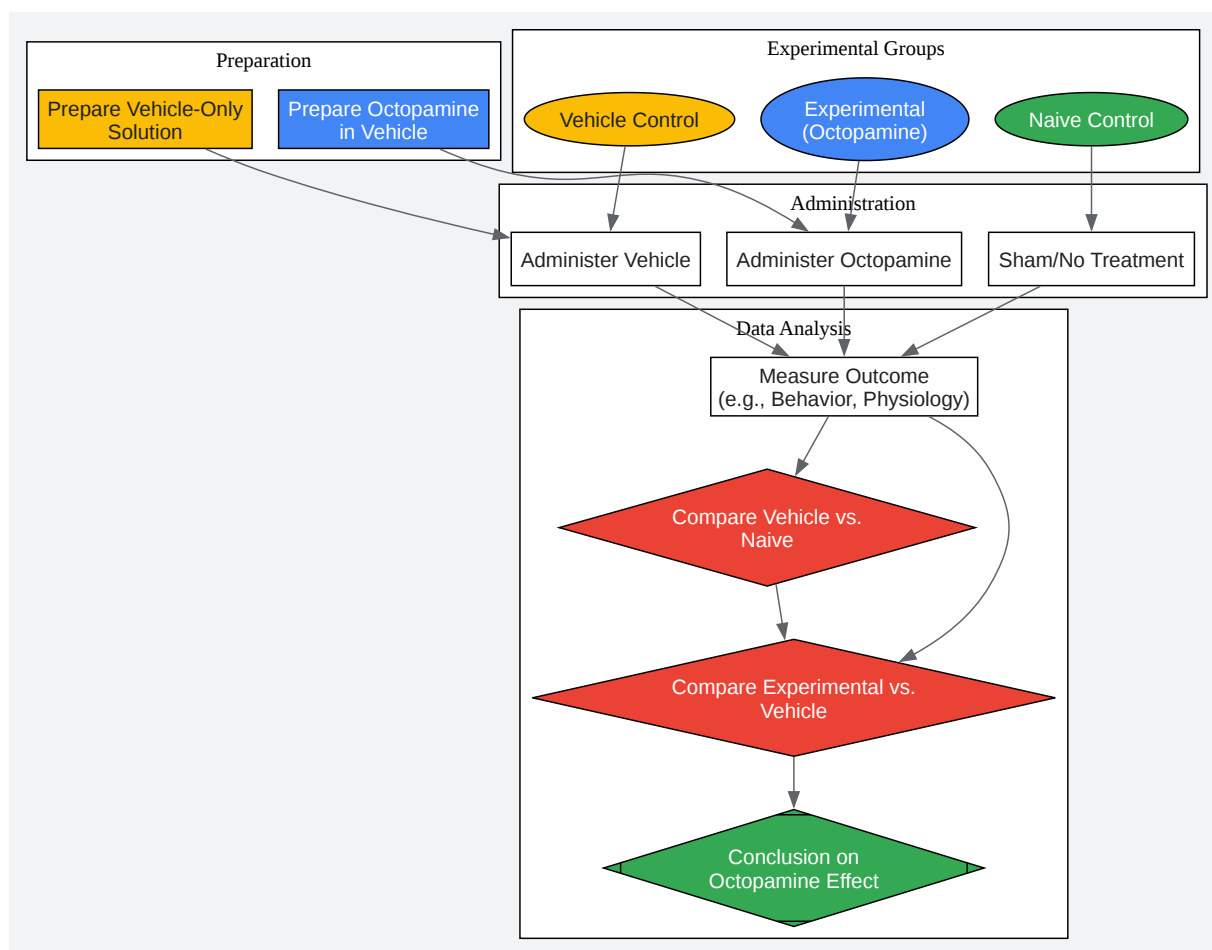 Preparation
Prepare Vehicle-Only
Solution
Prepare Octopamine
in Vehicle
Experimental Groups
Vehicle Control
Experimental
(Octopamine)
Naive Control
Administration
Administer Vehicle
Administer Octopamine
Sham/No Treatment
Data Analysis
Measure Outcome
(e.g., Behavior, Physiology)
Compare Vehicle vs.
Naive
Compare Experimental vs.
Vehicle
Conclusion on
Octopamine Effect